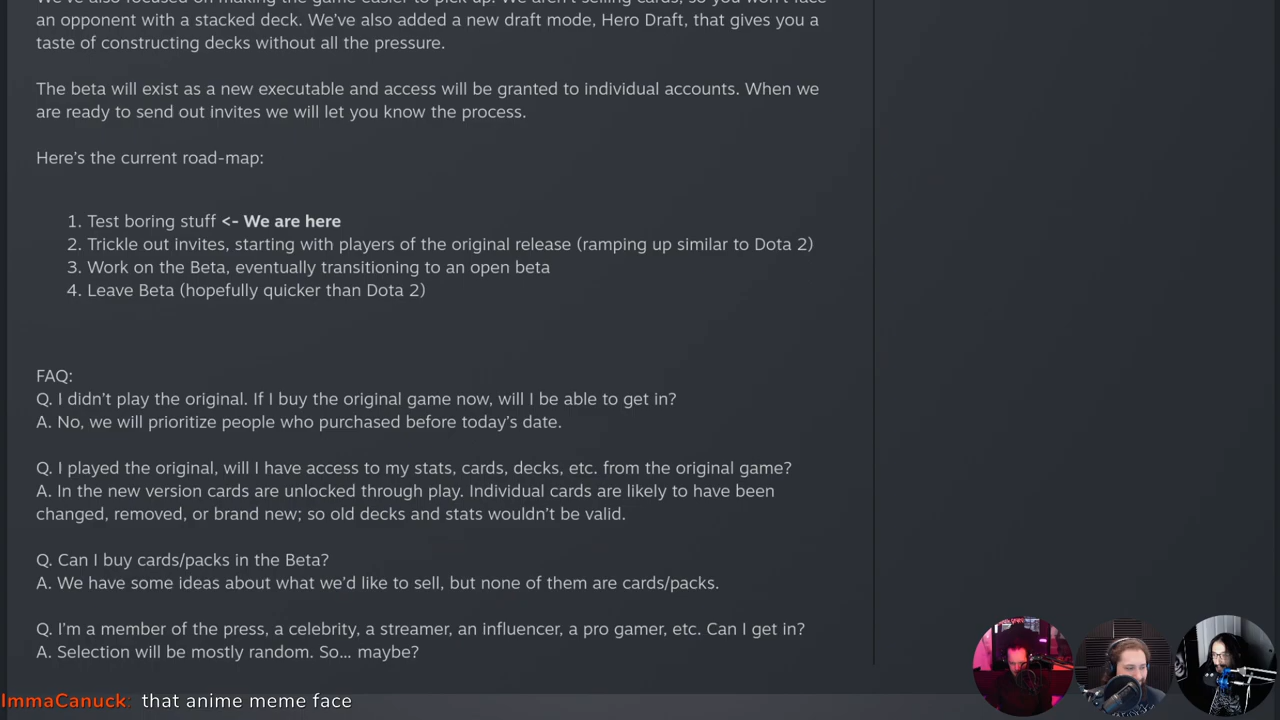 an opponent with a stacked deck. We've also added a new draft mode, Hero Draft, that gives you a
taste of constructing decks without all the pressure.
The beta will exist as a new executable and access will be granted to individual accounts. When we
are ready to send out invites we will let you know the process.
Here's the current road-map:
1. Test boring stuff <- We are here
2. Trickle out invites, starting with players of the original release (ramping up similar to Dota 2)
3. Work on the Beta, eventually transitioning to an open beta
4. Leave Beta (hopefully quicker than Dota 2)
FAQ:
Q. I didn't play the original. If I buy the original game now, will I be able to get in?
A. No, we will prioritize people who purchased before today's date.
Q. I played the original, will I have access to my stats, cards, decks, etc. from the original game?
A. In the new version cards are unlocked through play. Individual cards are likely to have been
changed, removed, or brand new; so old decks and stats wouldn't be valid.
Q. Can I buy cards/packs in the Beta?
A. We have some ideas about what we'd like to sell, but none of them are cards/packs.
Q. I'm a member of the press, a celebrity, a streamer, an influencer, a pro gamer, etc. Can I get in?
A. Selection will be mostly random. So... maybe?
ImmaCanuck: that anime meme face